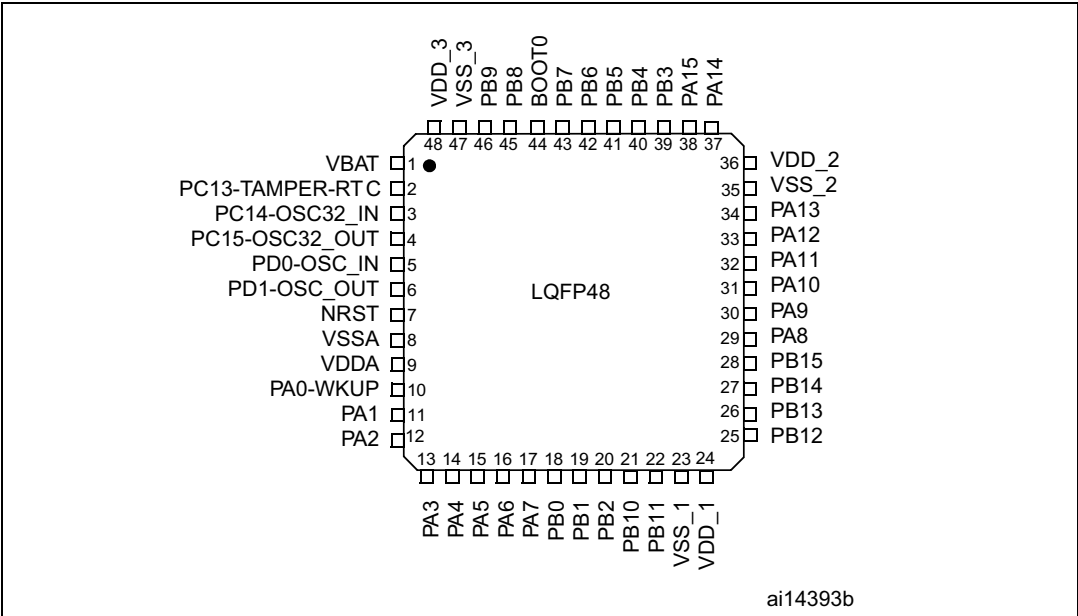 VDD_3
VSS_3
PB9
PB8
BOOT0
PB7
PB6
PB5
PB4
PB3
PA15
PA14
48 47 46 45 44 43 42 41 40 39 38 37
VBAT 1
PC13-TAMPER-RTC 2
PC14-OSC32_IN 3
PC15-OSC32_OUT 4
PD0-OSC_IN 5
PD1-OSC_OUT 6
NRST 7
VSSA 8
VDDA 9
PA0-WKUP 10
PA1 11
PA2 12
LQFP48
36 VDD_2
35 VSS_2
34 PA13
33 PA12
32 PA11
31 PA10
30 PA9
29 PA8
28 PB15
27 PB14
26 PB13
25 PB12
13 14 15 16 17 18 19 20 21 22 23 24
PA3
PA4
PA5
PA6
PA7
PB0
PB1
PB2
PB10
PB11
VSS_1
VDD_1
ai14393b